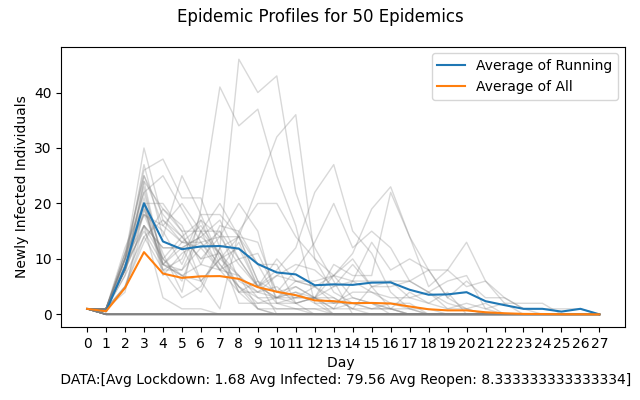 Epidemic Profiles for 50 Epidemics
Average of Running
Average of All
Newly Infected Individuals
40
30
20
10
0
0 1 2 3 4 5 6 7 8 9 10 11 12 13 14 15 16 17 18 19 20 21 22 23 24 25 26 27
Day
DATA:[Avg Lockdown: 1.68 Avg Infected: 79.56 Avg Reopen: 8.333333333333334]